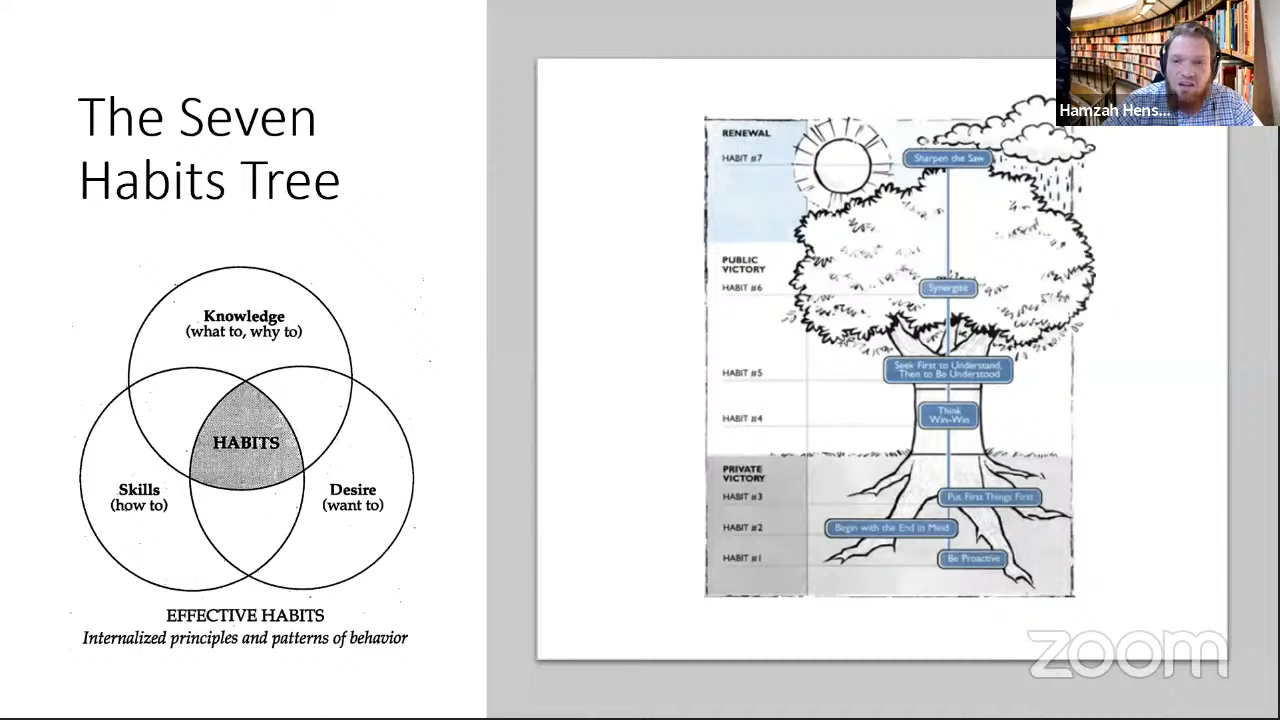 The Seven
Habits Tree
Knowledge
(what to, why to)
HABITS
Skills
(how to)
Desire
(want to)
EFFECTIVE HABITS
Internalized principles and patterns of behavior
RENEWAL
HABIT #7
Sharpen the Saw
PUBLIC
VICTORY
HABIT #6
Synergize
HABIT #5
Seek First to Understand,
Then to Be Understood
HABIT #4
Think
Win-Win
PRIVATE
VICTORY
HABIT #3
Put First Things First
HABIT #2
Begin with the End in Mind
HABIT #1
Be Proactive
Hamzah Hens...
zoom